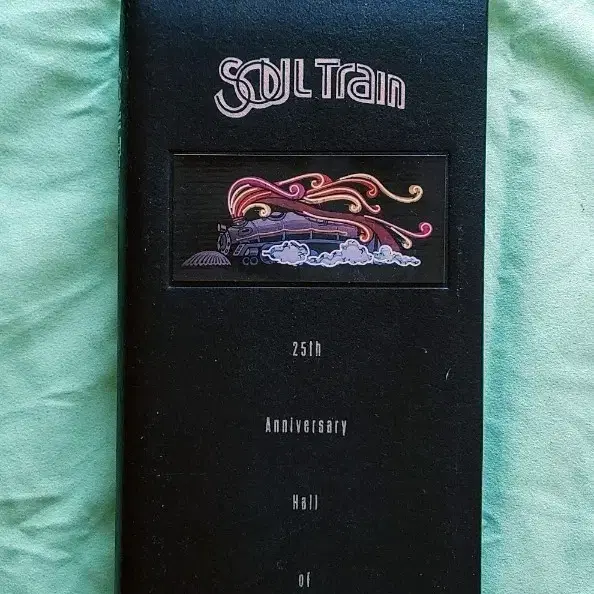 SOUL Train
25th
Anniversary
Hall
of